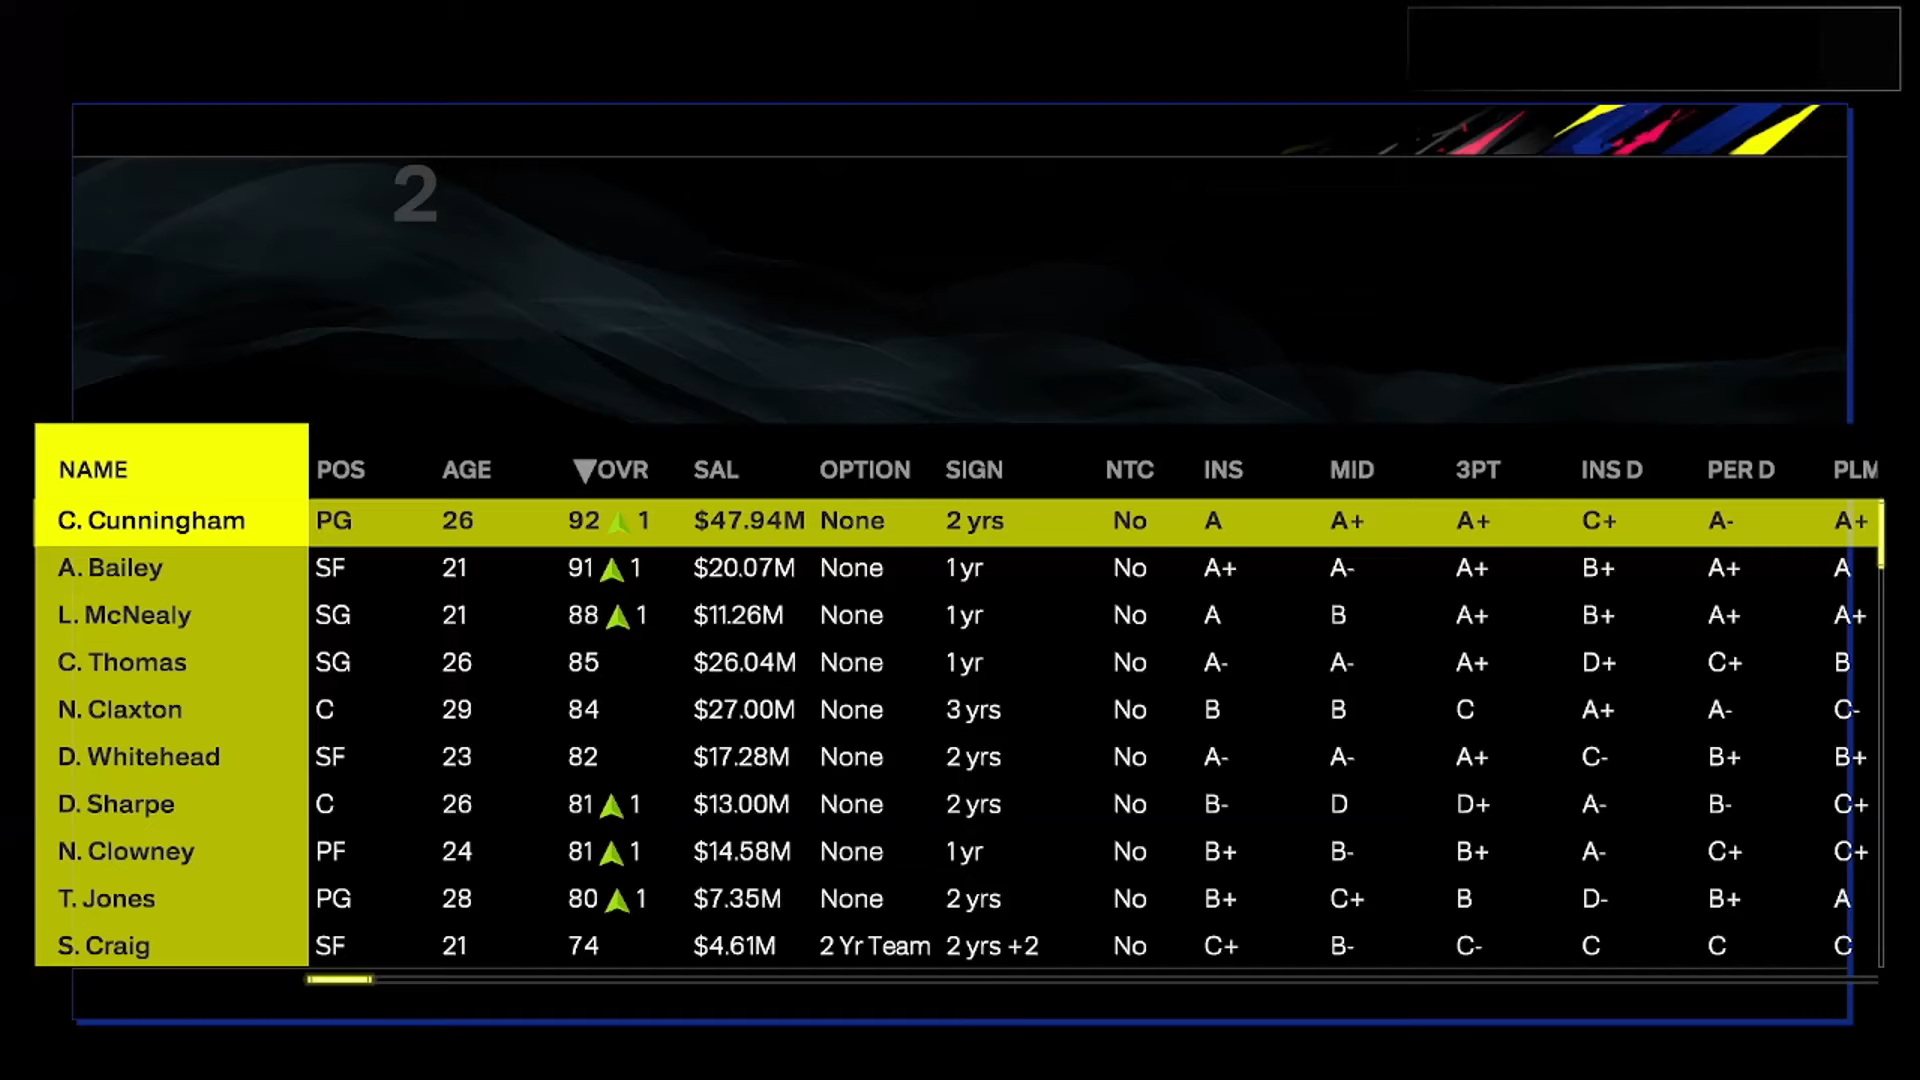 2
NAME POS AGE ▼OVR SAL OPTION SIGN NTC INS MID 3PT INS D PER D PLM
C. Cunningham PG 26 92 ▲ 1 $47.94M None 2 yrs No A A+ A+ C+ A- A+
A. Bailey SF 21 91 ▲ 1 $20.07M None 1 yr No A+ A- A+ B+ A+ A
L. McNealy SG 21 88 ▲ 1 $11.26M None 1 yr No A B A+ B+ A+ A+
C. Thomas SG 26 85 $26.04M None 1 yr No A- A- A+ D+ C+ B
N. Claxton C 29 84 $27.00M None 3 yrs No B B C A+ A- C-
D. Whitehead SF 23 82 $17.28M None 2 yrs No A- A- A+ C- B+ B+
D. Sharpe C 26 81 ▲ 1 $13.00M None 2 yrs No B- D D+ A- B- C+
N. Clowney PF 24 81 ▲ 1 $14.58M None 1 yr No B+ B- B+ A- C+ C+
T. Jones PG 28 80 ▲ 1 $7.35M None 2 yrs No B+ C+ B D- B+ A
S. Craig SF 21 74 $4.61M 2 Yr Team 2 yrs +2 No C+ B- C- C C C